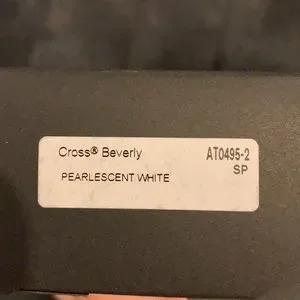 Cross® Beverly AT0495-2
SP
PEARLESCENT WHITE